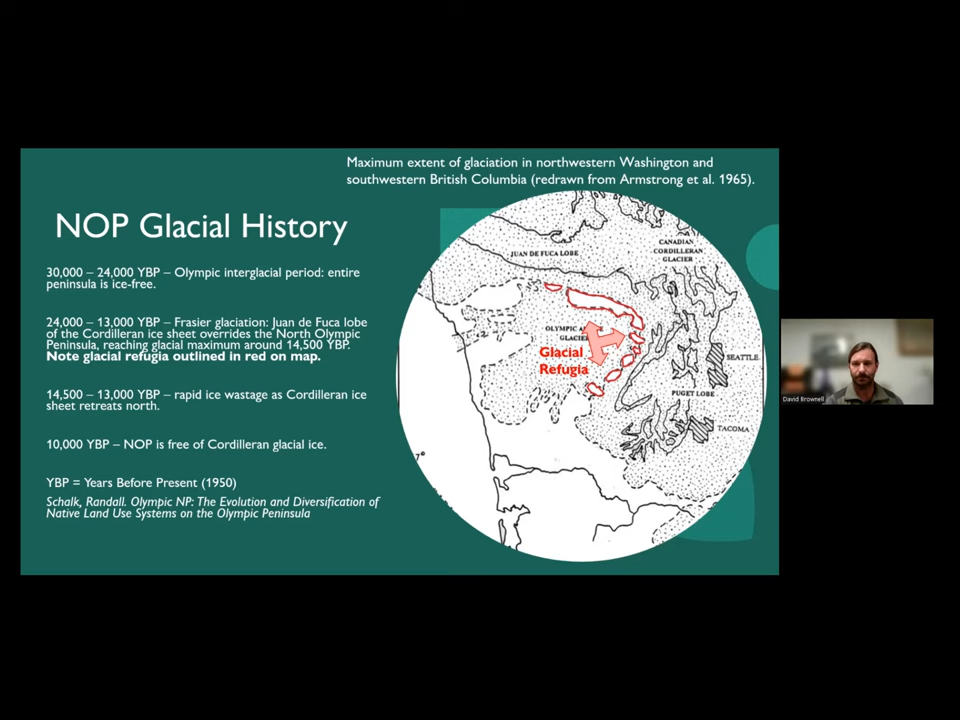 Maximum extent of glaciation in northwestern Washington and
southwestern British Columbia (redrawn from Armstrong et al. 1965).
NOP Glacial History
30,000 – 24,000 YBP – Olympic interglacial period: entire
peninsula is ice-free.
24,000 – 13,000 YBP – Frasier glaciation: Juan de Fuca lobe
of the Cordilleran ice sheet overrides the North Olympic
Peninsula, reaching glacial maximum around 14,500 YBP.
Note glacial refugia outlined in red on map.
14,500 – 13,000 YBP – rapid ice wastage as Cordilleran ice
sheet retreats north.
10,000 YBP – NOP is free of Cordilleran glacial ice.
YBP = Years Before Present (1950)
Schalk, Randall. Olympic NP: The Evolution and Diversification of
Native Land Use Systems on the Olympic Peninsula
JUAN DE FUCA LOBE
CANADIAN
CORDILLERAN
GLACIER
OLYMPIC
GLACIE
Glacial
Refugia
SEATTLE
PUGET LOBE
TACOMA
7°
David Brownell